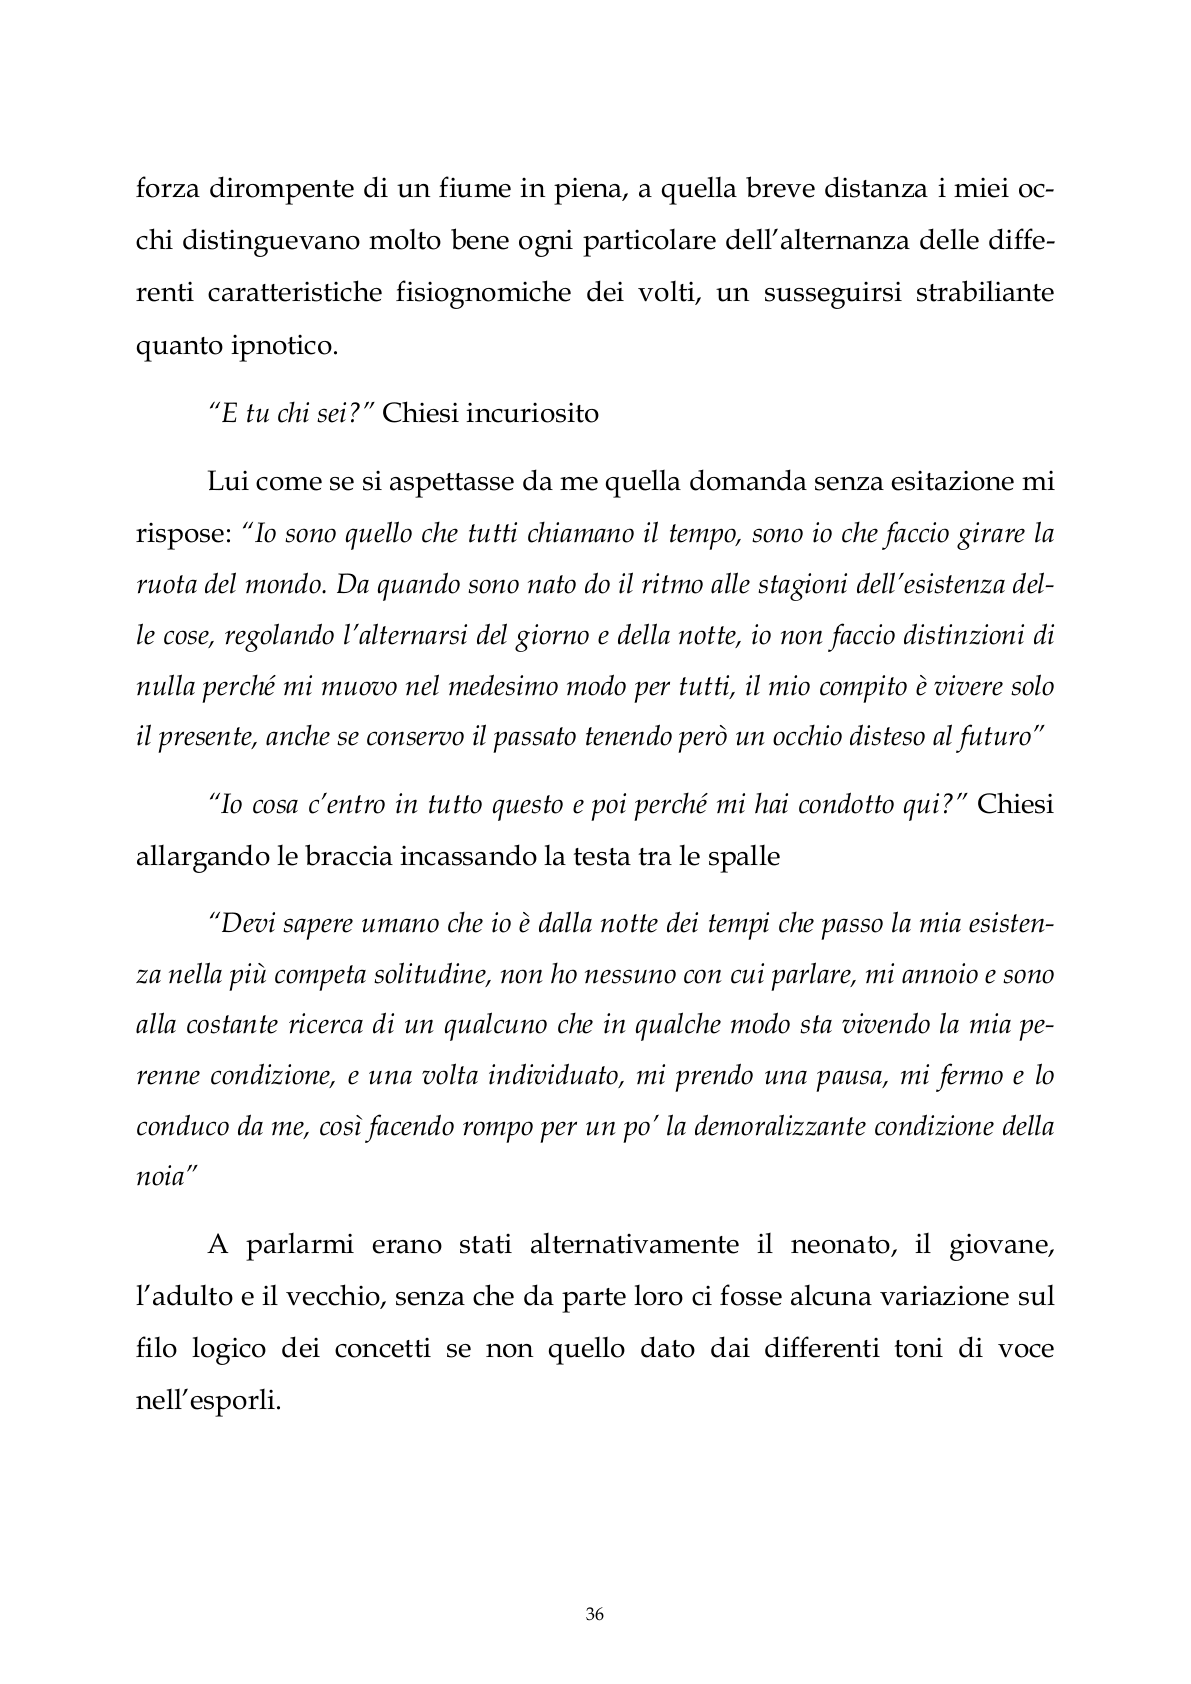 forza dirompente di un fiume in piena, a quella breve distanza i miei oc-
chi distinguevano molto bene ogni particolare dell’alternanza delle diffe-
renti caratteristiche fisiognomiche dei volti, un susseguirsi strabiliante
quanto ipnotico.
“E tu chi sei?” Chiesi incuriosito
Lui come se si aspettasse da me quella domanda senza esitazione mi
rispose: “Io sono quello che tutti chiamano il tempo, sono io che faccio girare la
ruota del mondo. Da quando sono nato do il ritmo alle stagioni dell’esistenza del-
le cose, regolando l’alternarsi del giorno e della notte, io non faccio distinzioni di
nulla perché mi muovo nel medesimo modo per tutti, il mio compito è vivere solo
il presente, anche se conservo il passato tenendo però un occhio disteso al futuro”
“Io cosa c’entro in tutto questo e poi perché mi hai condotto qui?” Chiesi
allargando le braccia incassando la testa tra le spalle
“Devi sapere umano che io è dalla notte dei tempi che passo la mia esisten-
za nella più competa solitudine, non ho nessuno con cui parlare, mi annoio e sono
alla costante ricerca di un qualcuno che in qualche modo sta vivendo la mia pe-
renne condizione, e una volta individuato, mi prendo una pausa, mi fermo e lo
conduco da me, così facendo rompo per un po’ la demoralizzante condizione della
noia”
A parlarmi erano stati alternativamente il neonato, il giovane,
l’adulto e il vecchio, senza che da parte loro ci fosse alcuna variazione sul
filo logico dei concetti se non quello dato dai differenti toni di voce
nell’esporli.
36